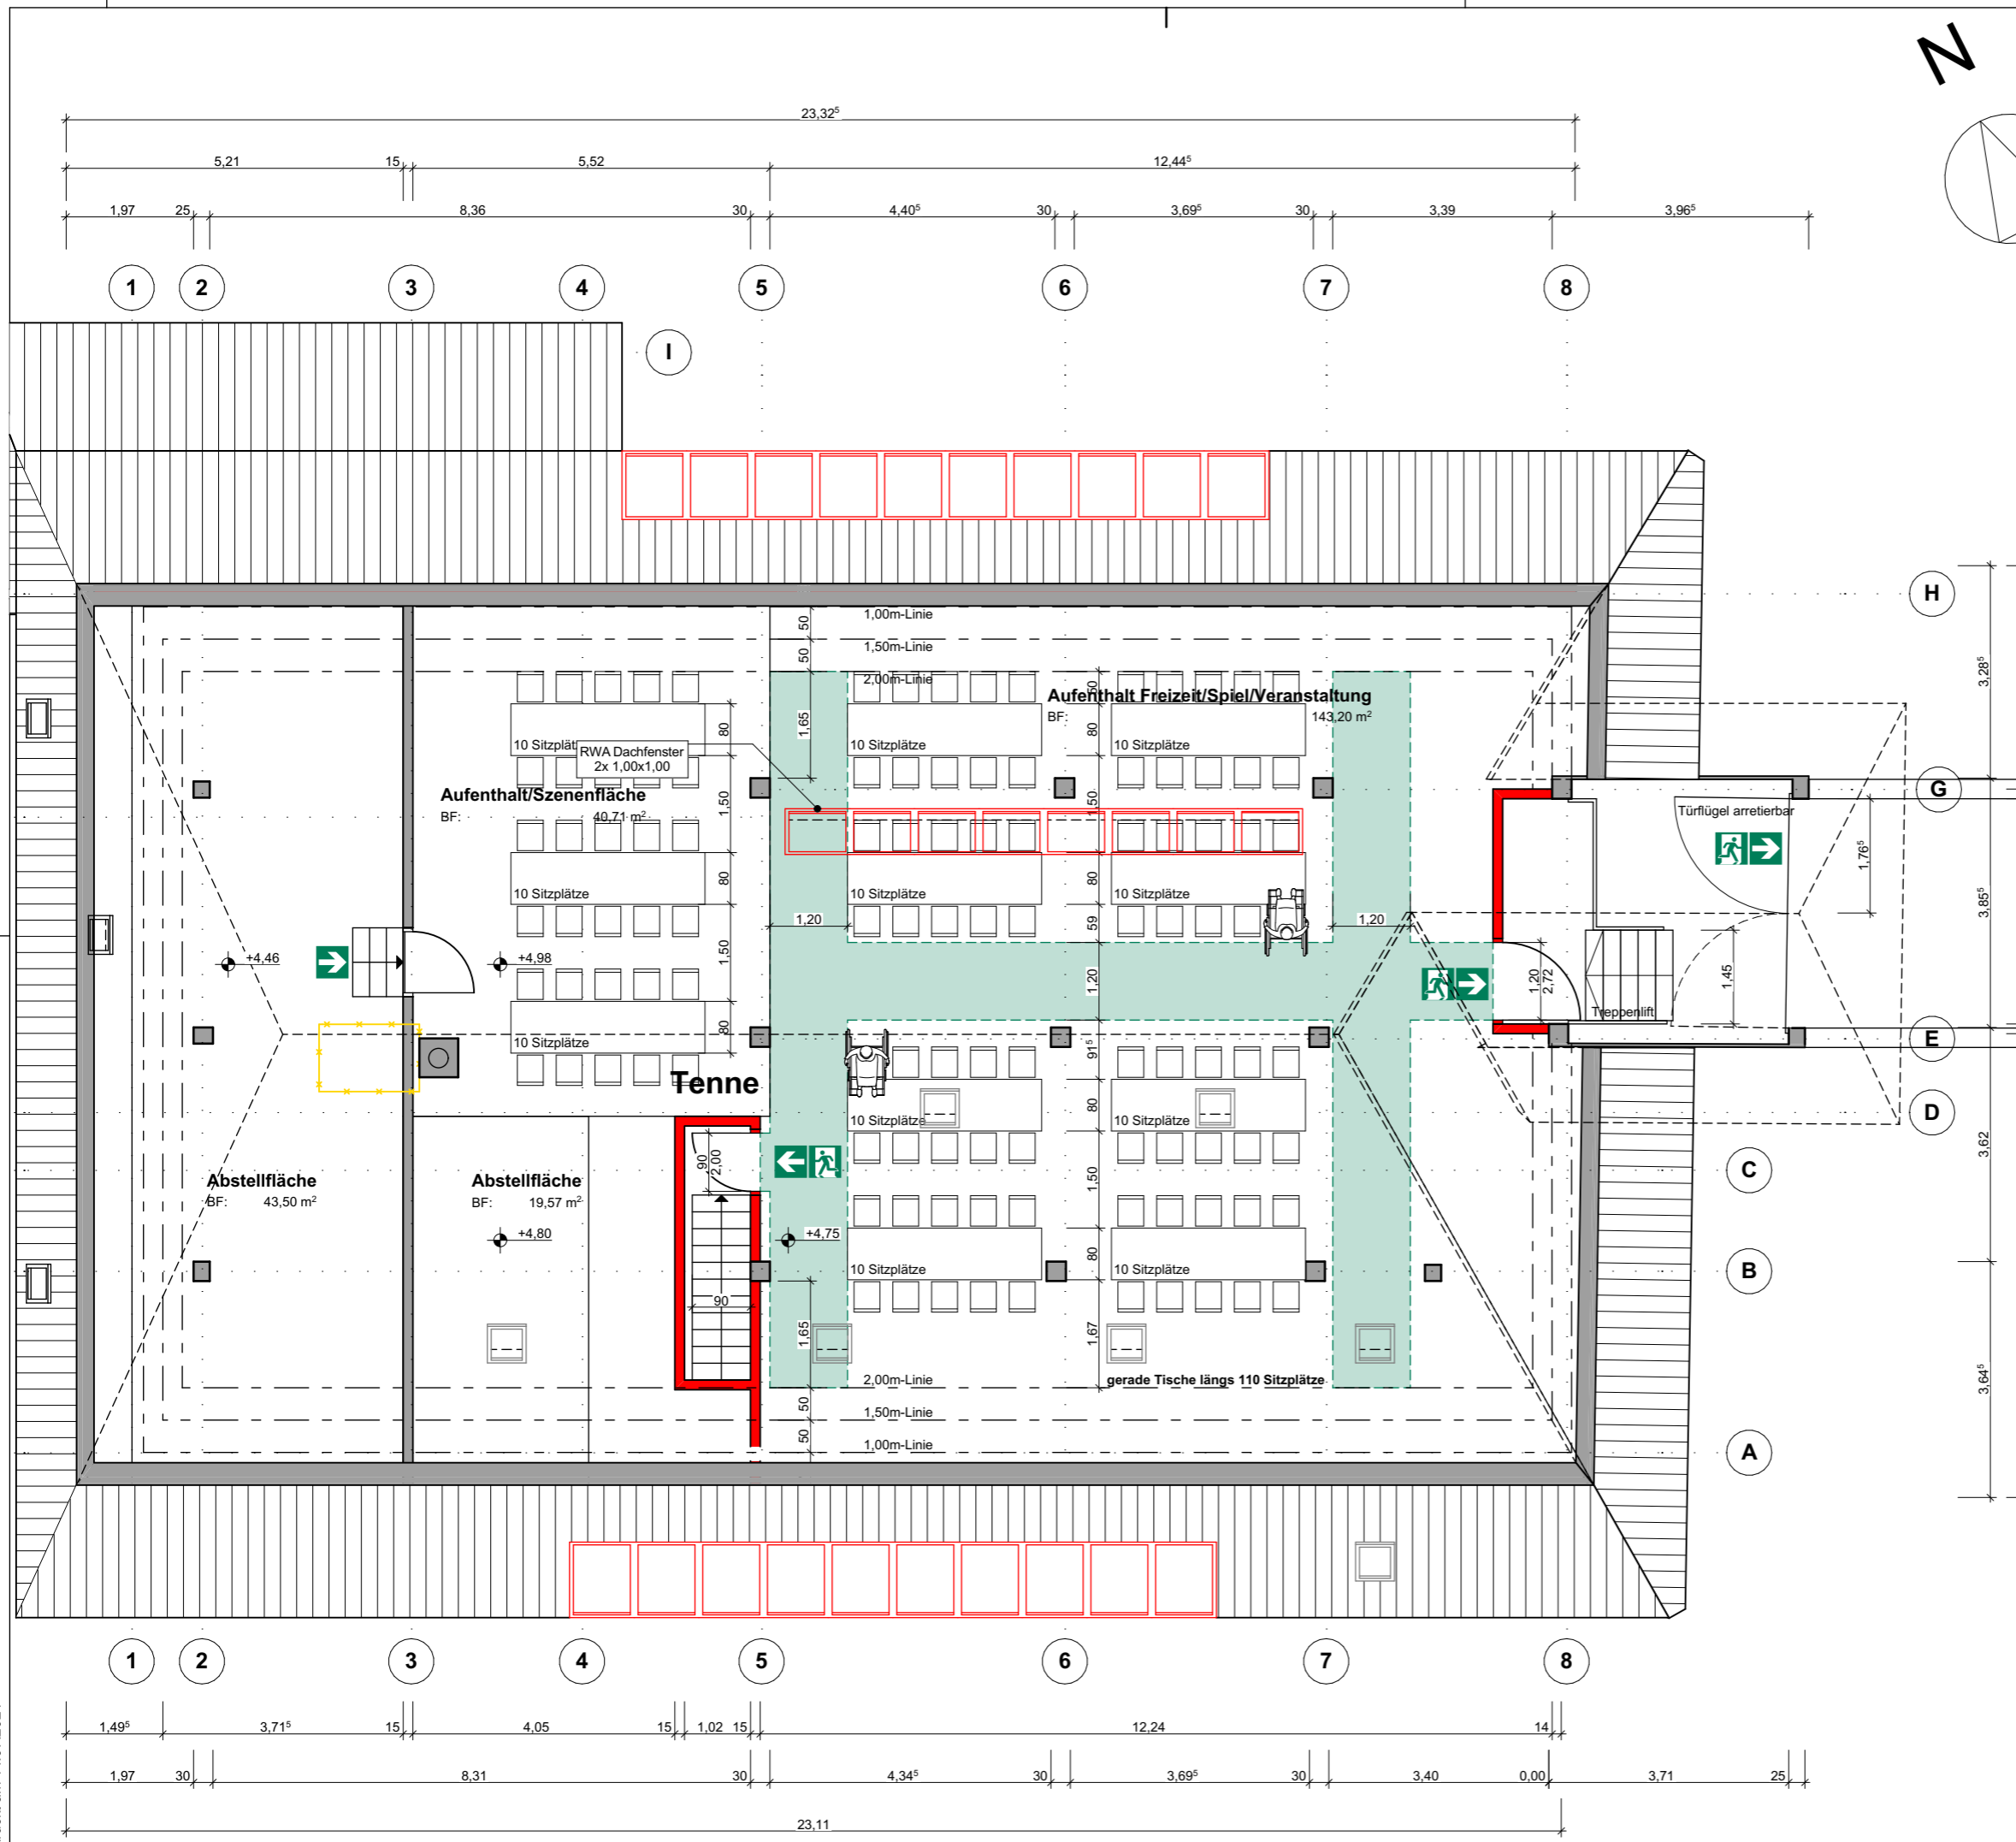 N
23,32⁵
5,21 15 5,52 12,44⁵
1,97 25 8,36 30 4,40⁵ 30 3,69⁵ 30 3,39 3,96⁵
1 2 3 4 5 6 7 8
I
H
G
E
D
C
B
A
3,28⁵
3,85⁵
3,62
3,64⁵
50
1,00m-Linie
1,50m-Linie
50
2,00m-Linie
1,65
Aufenthalt Freizeit/Spiel/Veranstaltung
BF: 143,20 m²
50
80
80
10 Sitzplätze
10 Sitzplätze
10 Sitzplätze
RWA Dachfenster
2x 1,00x1,00
Aufenthalt/Szenenfläche
BF: 40,71 m²
1,50
1,50
Türflügel arretierbar
1,76⁵
80
80
10 Sitzplätze
10 Sitzplätze
10 Sitzplätze
1,20
59
1,20
+4,46
+4,98
1,50
1,20
1,20
2,72
1,45
Treppenlift
80
10 Sitzplätze
91⁵
Tenne
80
10 Sitzplätze
10 Sitzplätze
90
2,00
1,50
Abstellfläche
BF: 43,50 m²
Abstellfläche
BF: 19,57 m²
+4,80
+4,75
80
10 Sitzplätze
10 Sitzplätze
90
1,65
1,67
2,00m-Linie
gerade Tische längs 110 Sitzplätze
50
1,50m-Linie
50
1,00m-Linie
1 2 3 4 5 6 7 8
1,49⁵ 3,71⁵ 15 4,05 15 1,02 15 12,24 14
1,97 30 8,31 30 4,34⁵ 30 3,69⁵ 30 3,40 0,00 3,71 25
23,11